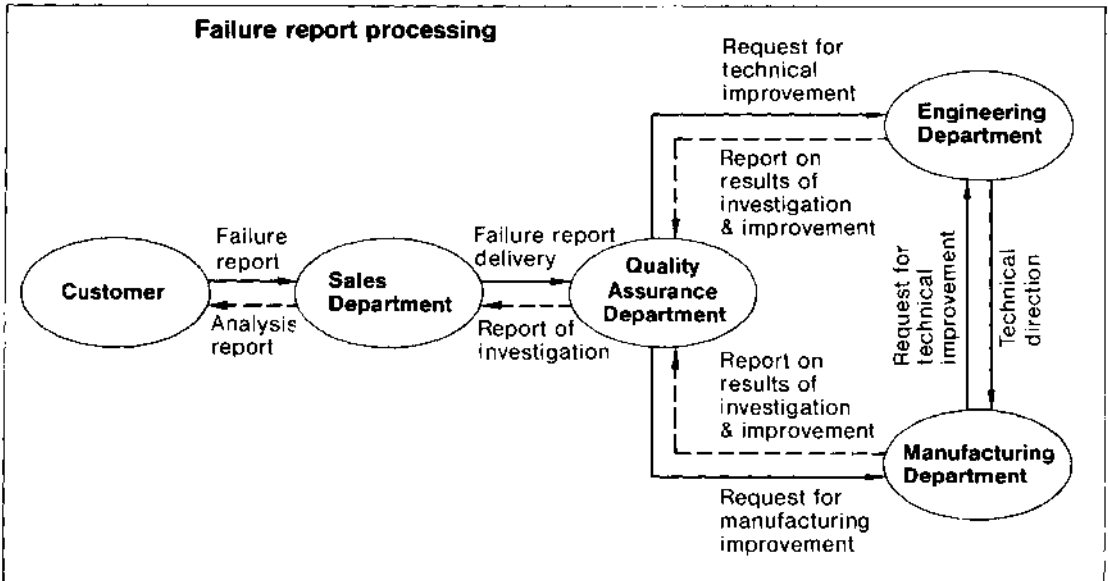 Failure report processing
Request for
technical
improvement
Engineering
Department
Report on
results of
investigation
& improvement
Failure
report
Failure report
delivery
Customer
Sales
Department
Quality
Assurance
Department
Analysis
report
Report of
investigation
Request for
technical
improvement
Technical
direction
Report on
results of
investigation
& improvement
Manufacturing
Department
Request for
manufacturing
improvement